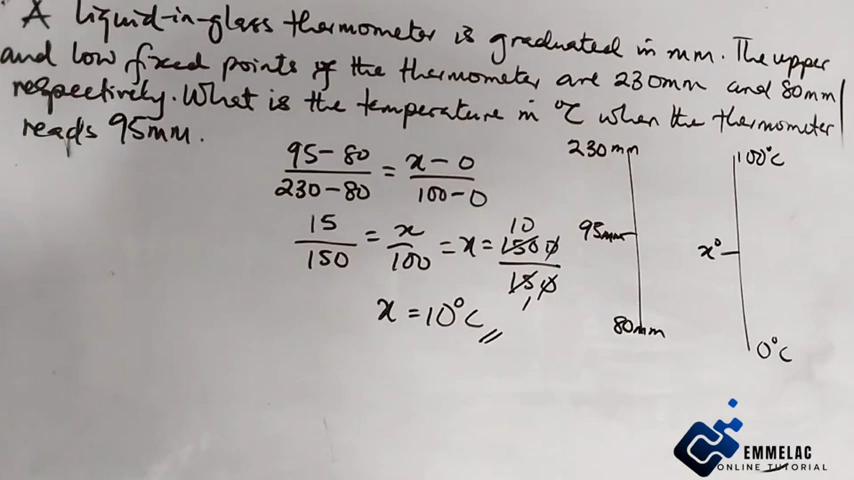 A liquid-in-glass thermometer is graduated in mm. The upper
and low fixed points of the thermometer are 230mm and 80mm
respectively. What is the temperature in °C when the thermometer
reads 95mm.
95-80/230-80 = x-0/100-0
15/150 = x/100 = x = 1500/150
10
1
x = 10°C
230mm
95mm
80mm
100°C
x°
0°C
EMMELAC
ONLINE TUTORIAL